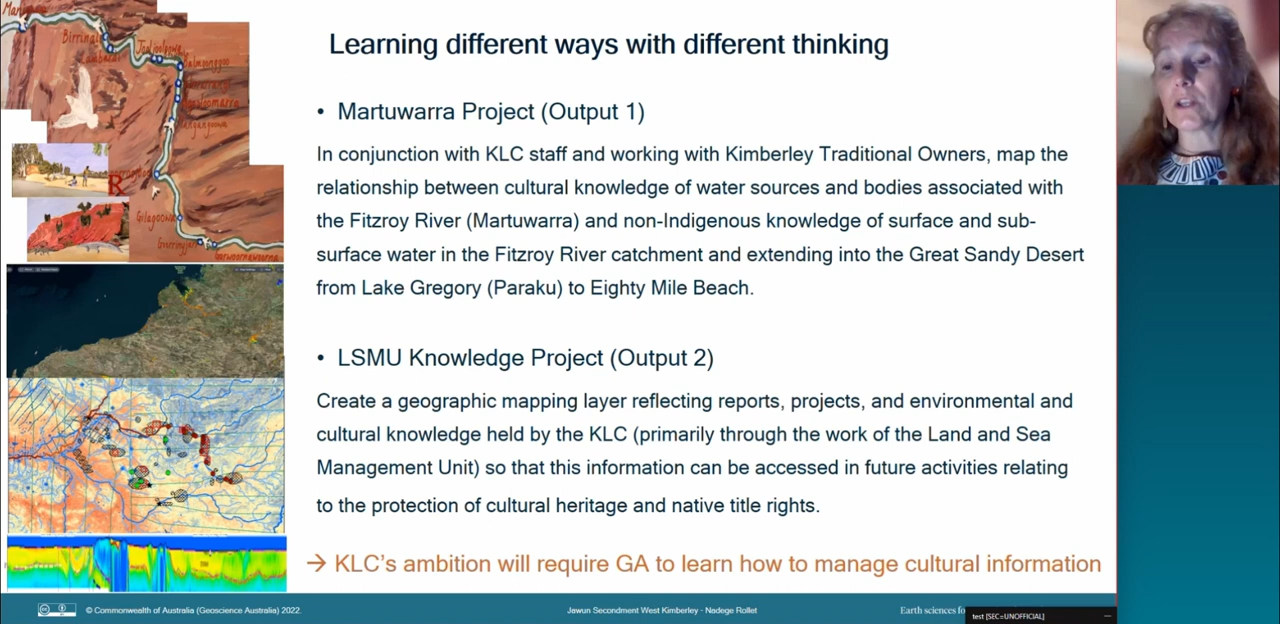 Learning different ways with different thinking
• Martuwarra Project (Output 1)
In conjunction with KLC staff and working with Kimberley Traditional Owners, map the
relationship between cultural knowledge of water sources and bodies associated with
the Fitzroy River (Martuwarra) and non-Indigenous knowledge of surface and sub-
surface water in the Fitzroy River catchment and extending into the Great Sandy Desert
from Lake Gregory (Paraku) to Eighty Mile Beach.
• LSMU Knowledge Project (Output 2)
Create a geographic mapping layer reflecting reports, projects, and environmental and
cultural knowledge held by the KLC (primarily through the work of the Land and Sea
Management Unit) so that this information can be accessed in future activities relating
to the protection of cultural heritage and native title rights.
→ KLC's ambition will require GA to learn how to manage cultural information
Birrinal
R
Gilagoowa
© Commonwealth of Australia (Geoscience Australia) 2022.
Jawun Secondment West Kimberley - Nadege Rollet
Earth sciences fo
test [SEC=UNOFFICIAL]